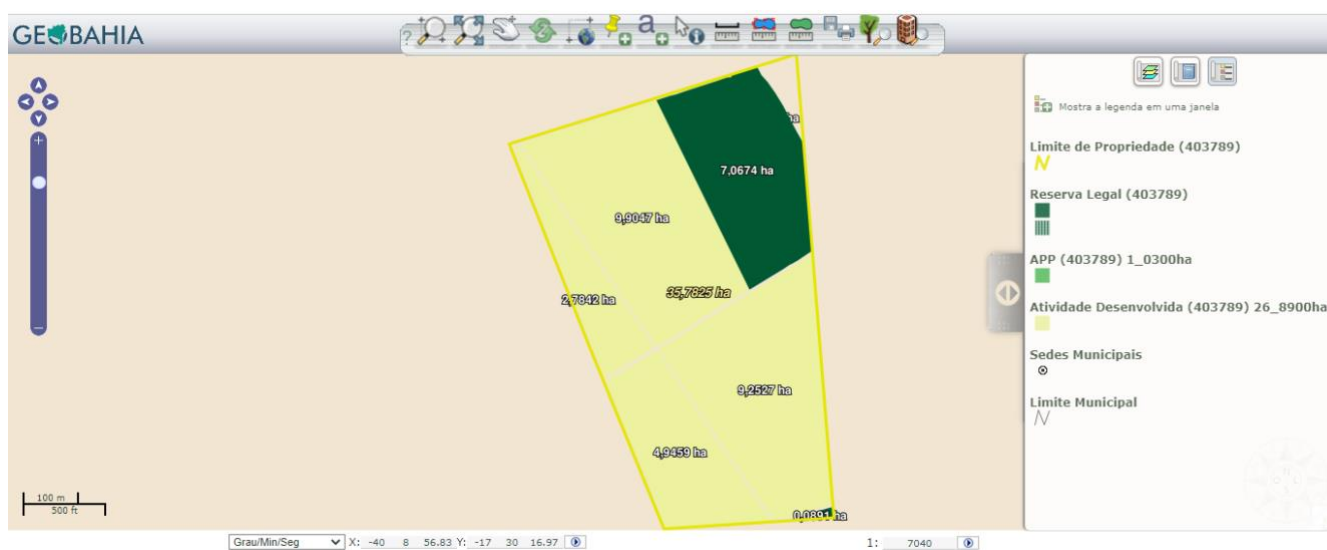 GEOBAHIA
? a
Mostra a legenda em uma janela
Limite de Propriedade (403789)
Reserva Legal (403789)
APP (403789) 1_0300ha
Atividade Desenvolvida (403789) 26_8900ha
Sedes Municipais
Limite Municipal
ha
7,0674 ha
9,9047 ha
2,7842 ha
35,7825 ha
9,2527 ha
4,9459 ha
0,0891 ha
100 m
500 ft
Grau/Min/Seg X: -40 8 56.83 Y: -17 30 16.97 1: 7040